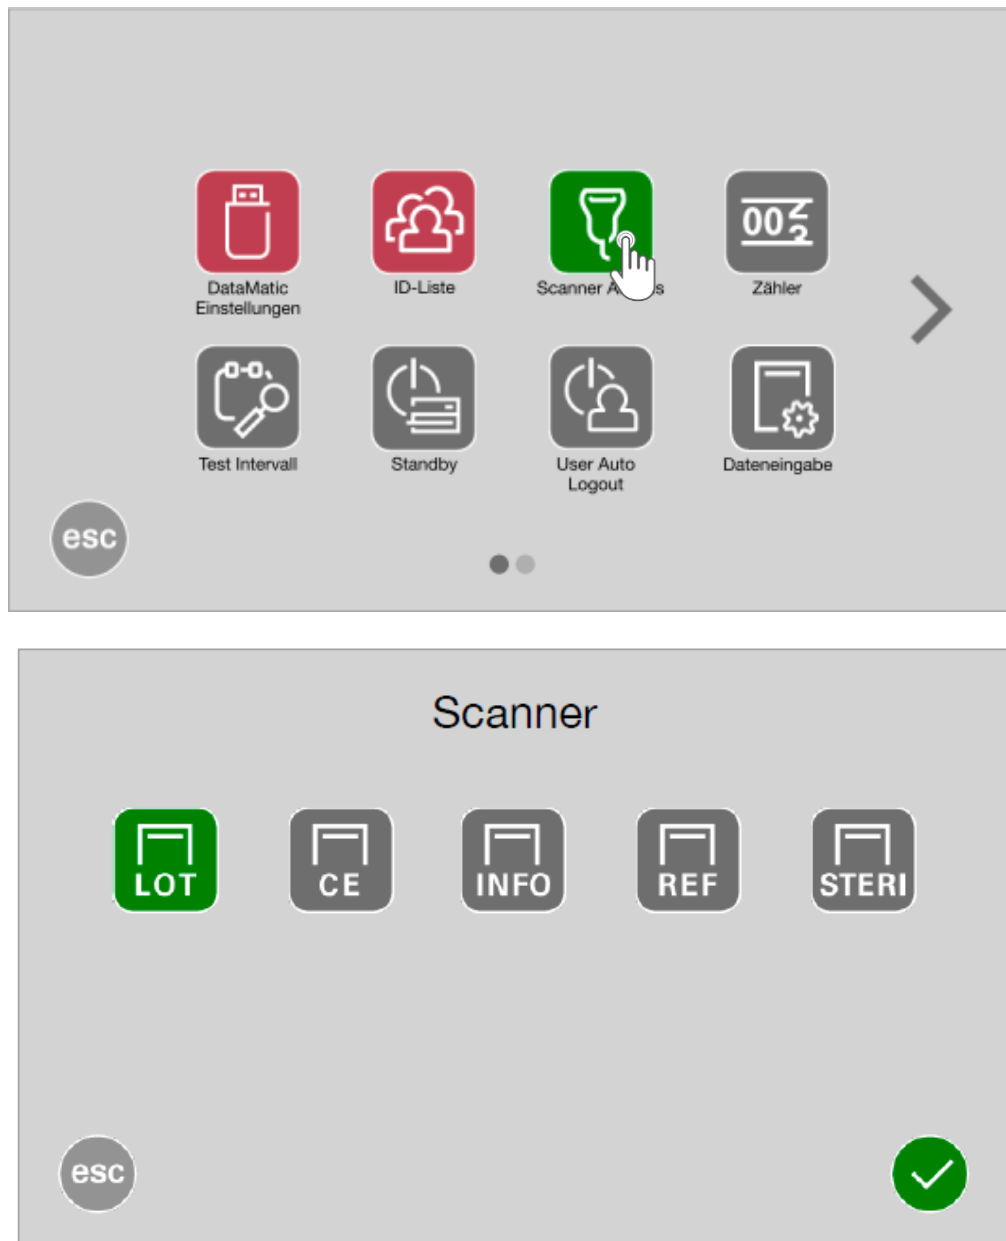 DataMatic
Einstellungen
ID-Liste
Scanner
002
Zähler
Test Intervall
Standby
User Auto
Logout
Dateneingabe
esc
Scanner
LOT
CE
INFO
REF
STERI
esc